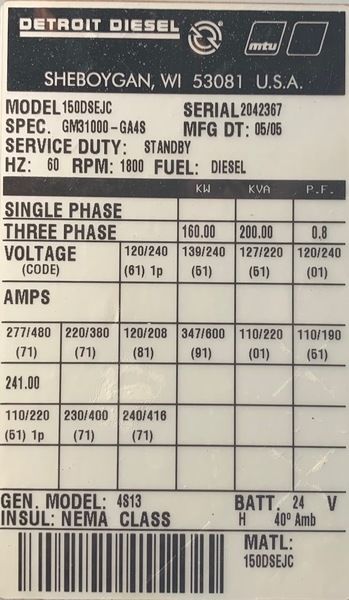 DETROIT DIESEL
mtu
SHEBOYGAN, WI 53081 U.S.A.
MODEL 150DSEJC SERIAL 2042367
SPEC. GM31000-GA4S MFG DT: 05/05
SERVICE DUTY: STANDBY
HZ: 60 RPM: 1800 FUEL: DIESEL
KW KVA P.F.
SINGLE PHASE
THREE PHASE 160.00 200.00 0.8
VOLTAGE 120/240 139/240 127/220 120/240
(CODE) (61) 1p (51) (51) (01)
AMPS
277/480 220/380 120/208 347/600 110/220 110/190
(71) (71) (81) (91) (01) (51)
241.00
110/220 230/400 240/416
(51) 1p (71) (71)
GEN. MODEL: 4S13 BATT. 24 V
INSUL: NEMA CLASS H 40° Amb
MATL:
150DSEJC